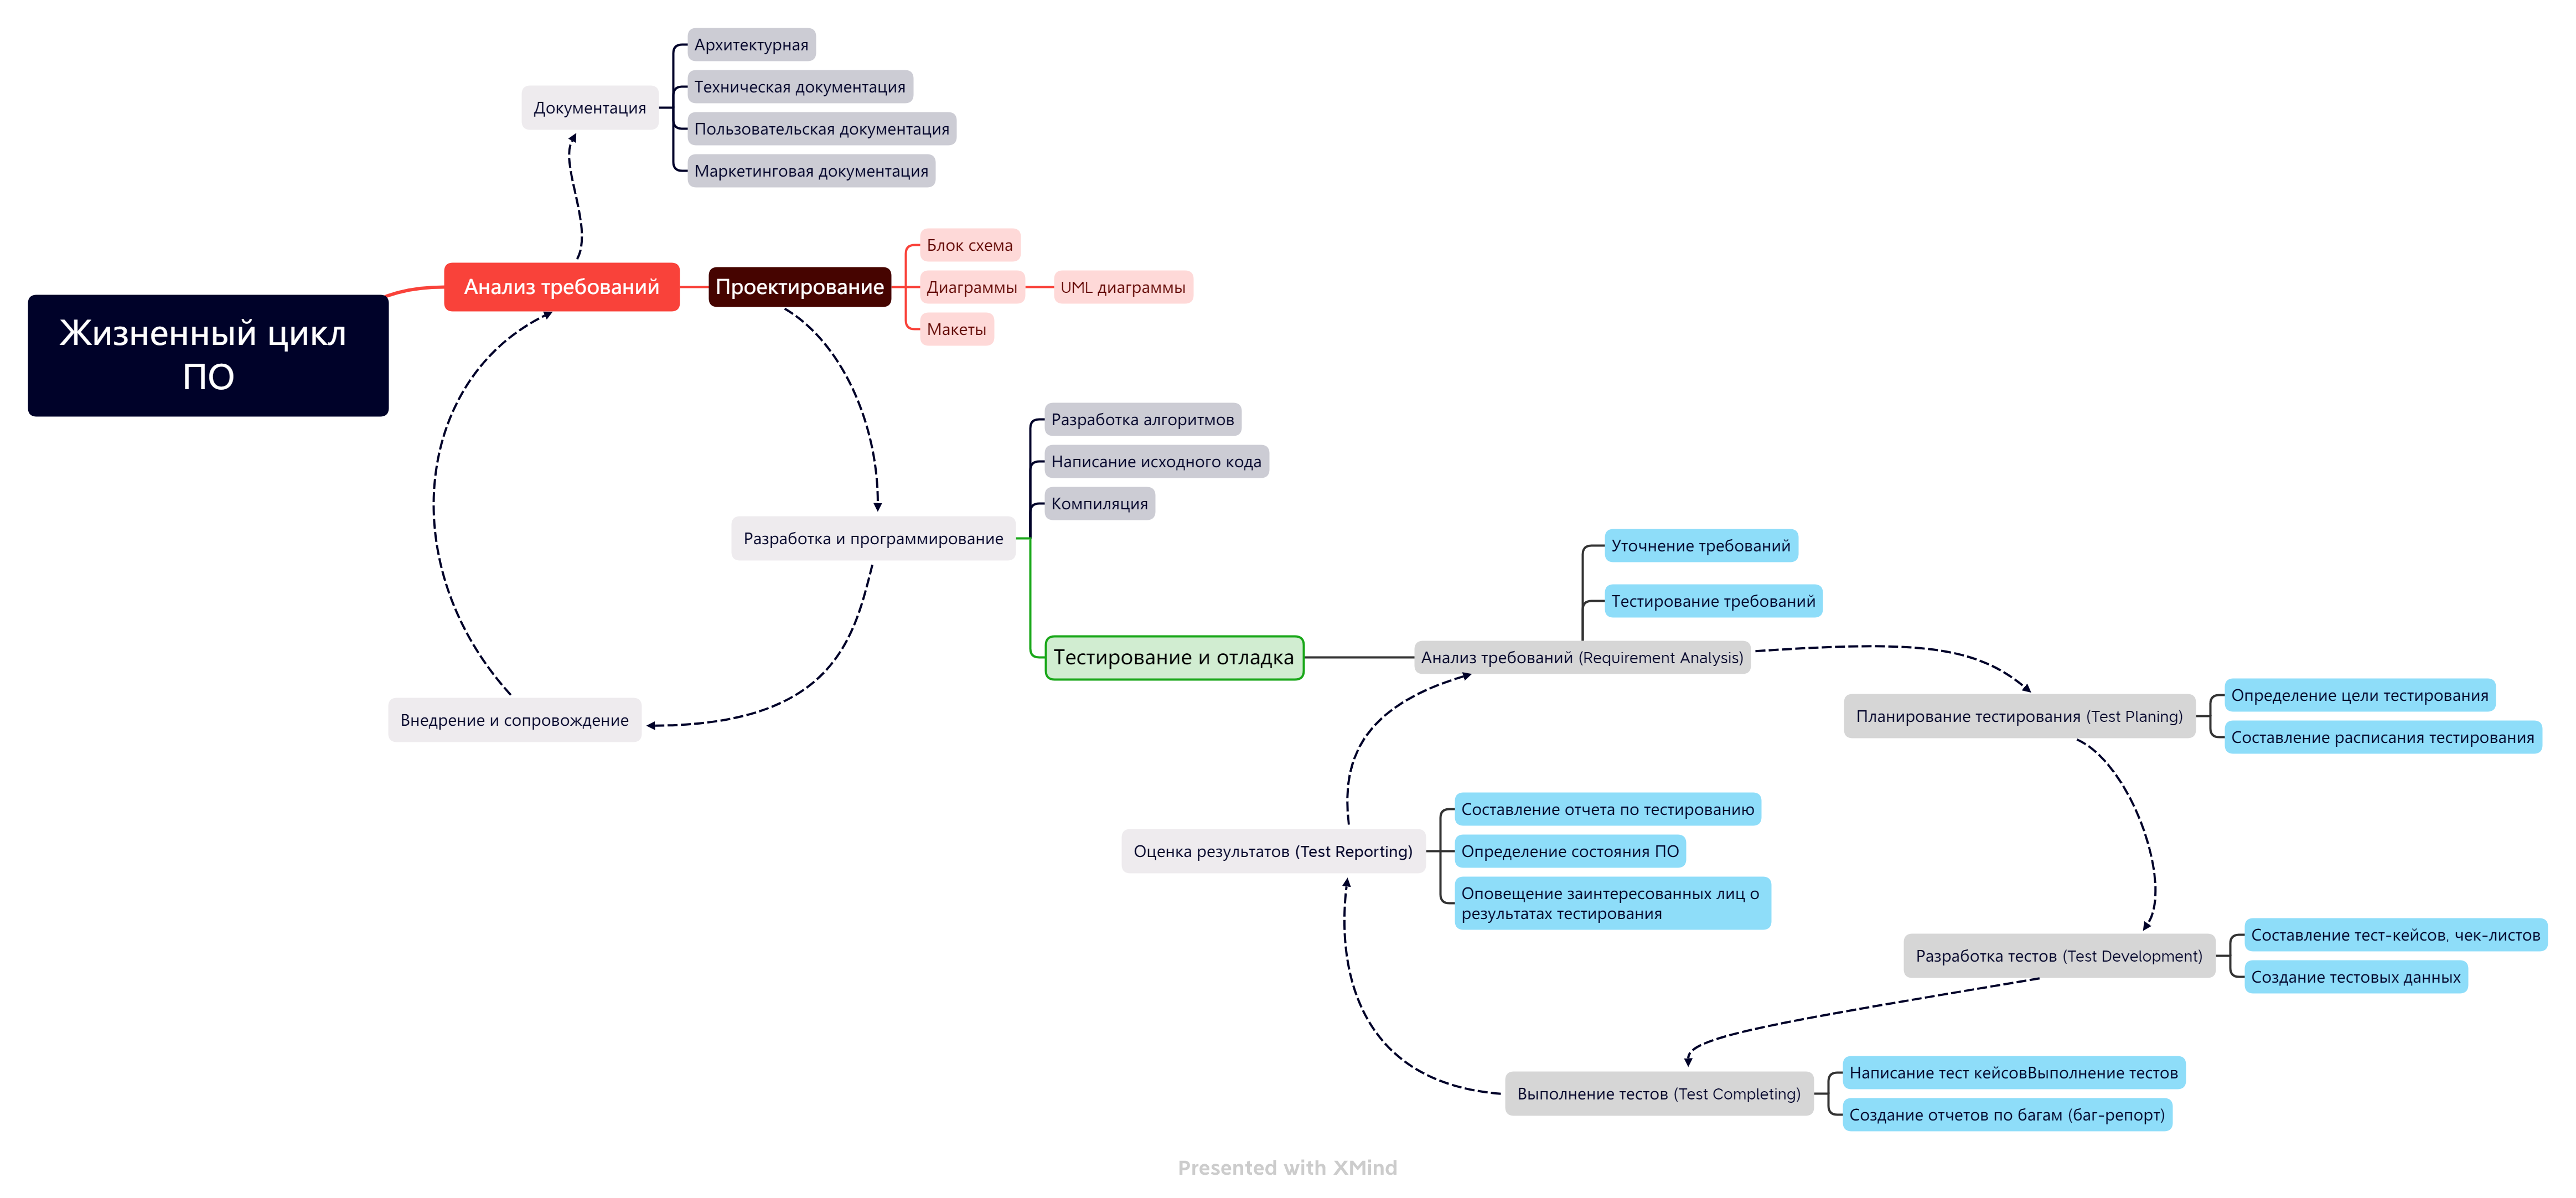 Архитектурная
Техническая документация
Документация
Пользовательская документация
Маркетинговая документация
Блок схема
Анализ требований
Проектирование
Диаграммы
UML диаграммы
Макеты
Жизненный цикл
ПО
Разработка алгоритмов
Написание исходного кода
Компиляция
Разработка и программирование
Уточнение требований
Тестирование требований
Тестирование и отладка
Анализ требований (Requirement Analysis)
Внедрение и сопровождение
Планирование тестирования (Test Planing)
Определение цели тестирования
Составление расписания тестирования
Составление отчета по тестированию
Оценка результатов (Test Reporting)
Определение состояния ПО
Оповещение заинтересованных лиц о
результатах тестирования
Составление тест-кейсов, чек-листов
Разработка тестов (Test Development)
Создание тестовых данных
Написание тест кейсовВыполнение тестов
Выполнение тестов (Test Completing)
Создание отчетов по багам (баг-репорт)
Presented with XMind